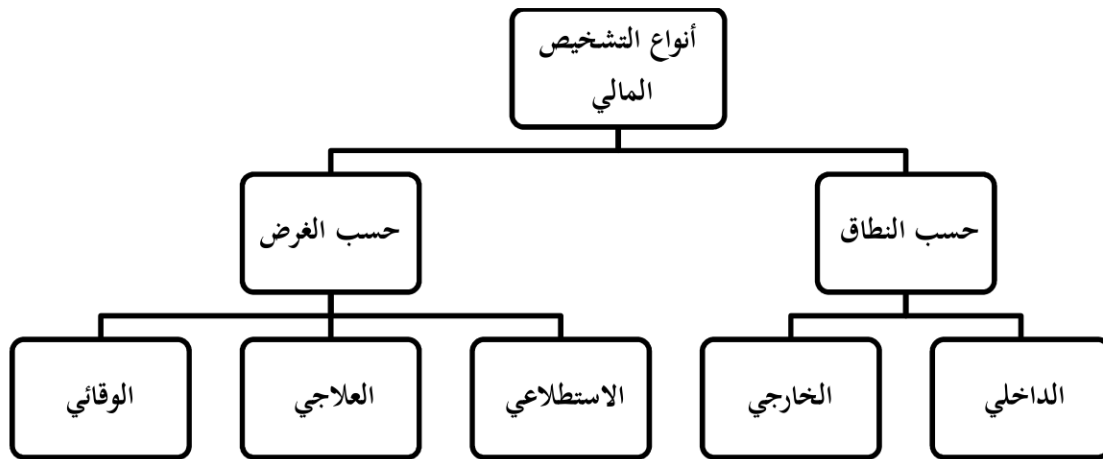 أنواع التشخيص
المالي
حسب النطاق
حسب الغرض
الداخلي
الخارجي
الاستطلاعي
العلاجي
الوقائي